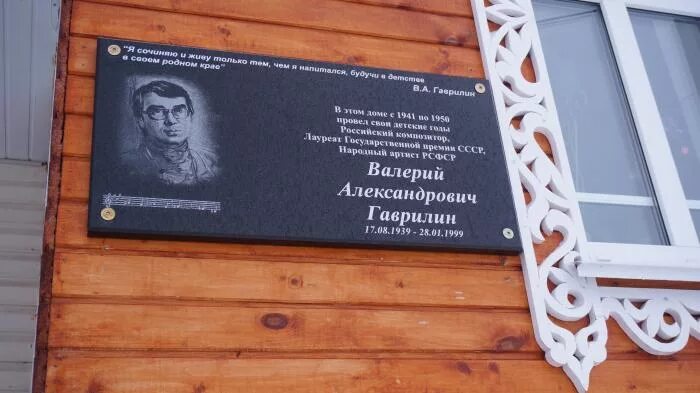 "Я сочиняю и живу только тем, чем я напитался, будучи в детстве
в своем родном крае"
В.А. Гаврилин
В этом доме с 1941 по 1950
провел свои детские годы
Российский композитор,
Лауреат Государственной премии СССР,
Народный артист РСФСР
Валерий
Александрович
Гаврилин
17.08.1939 - 28.01.1999